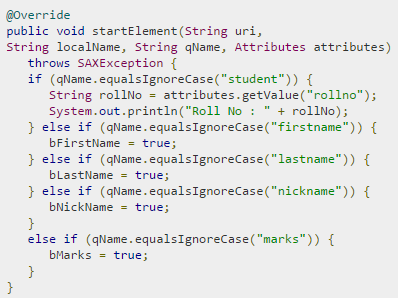 @Override
public void startElement(String uri,
String localName, String qName, Attributes attributes)
   throws SAXException {
   if (qName.equalsIgnoreCase("student")) {
      String rollNo = attributes.getValue("rollno");
      System.out.println("Roll No : " + rollNo);
   } else if (qName.equalsIgnoreCase("firstname")) {
      bFirstName = true;
   } else if (qName.equalsIgnoreCase("lastname")) {
      bLastName = true;
   } else if (qName.equalsIgnoreCase("nickname")) {
      bNickName = true;
   }
   else if (qName.equalsIgnoreCase("marks")) {
      bMarks = true;
   }
}